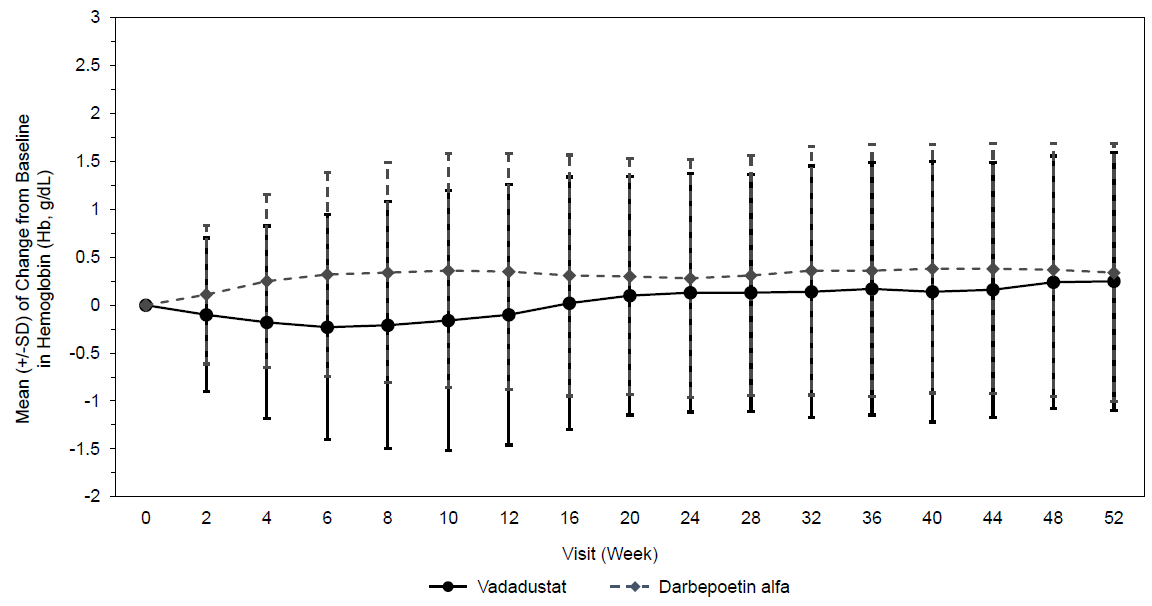 Mean (+/-SD) of Change from Baseline
in Hemoglobin (Hb, g/dL)
3
2.5
2
1.5
1
0.5
0
-0.5
-1
-1.5
-2
0 2 4 6 8 10 12 16 20 24 28 32 36 40 44 48 52
Visit (Week)
Vadadustat Darbepoetin alfa